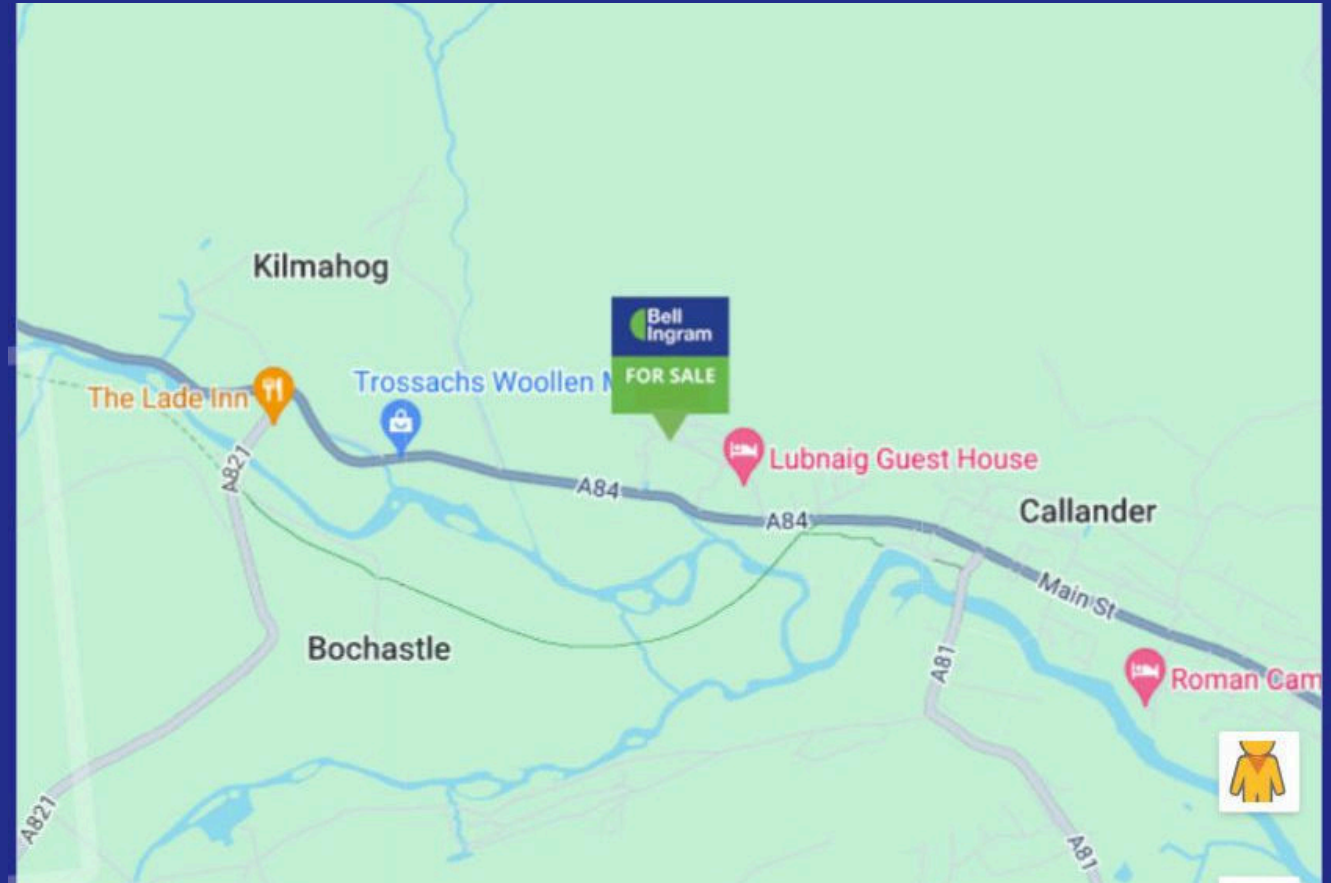 Kilmahog
Bell
Ingram
FOR SALE
Trossachs Woollen
The Lade Inn
A821
Lubnaig Guest House
A84
A84
Callander
Main St
Bochastle
A81
Roman Cam
A821
A81